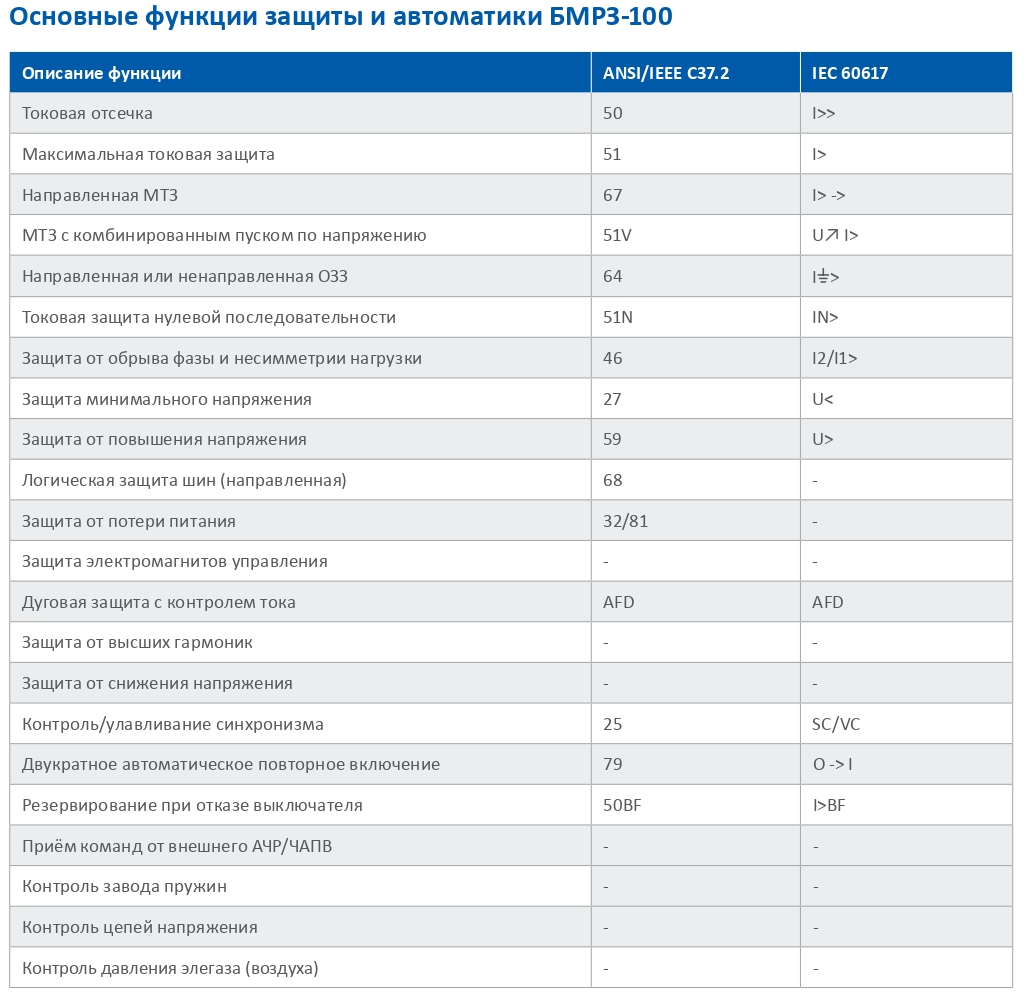 Основные функции защиты и автоматики БМРЗ-100
Описание функции ANSI/IEEE C37.2 IEC 60617
Токовая отсечка 50 I>>
Максимальная токовая защита 51 I>
Направленная МТЗ 67 I> ->
МТЗ с комбинированным пуском по напряжению 51V U↗ I>
Направленная или ненаправленная ОЗЗ 64 I⏚>
Токовая защита нулевой последовательности 51N IN>
Защита от обрыва фазы и несимметрии нагрузки 46 I2/I1>
Защита минимального напряжения 27 U<
Защита от повышения напряжения 59 U>
Логическая защита шин (направленная) 68 -
Защита от потери питания 32/81 -
Защита электромагнитов управления - -
Дуговая защита с контролем тока AFD AFD
Защита от высших гармоник - -
Защита от снижения напряжения - -
Контроль/улавливание синхронизма 25 SC/VC
Двукратное автоматическое повторное включение 79 O -> I
Резервирование при отказе выключателя 50BF I>BF
Приём команд от внешнего АЧР/ЧАПВ - -
Контроль завода пружин - -
Контроль цепей напряжения - -
Контроль давления элегаза (воздуха) - -